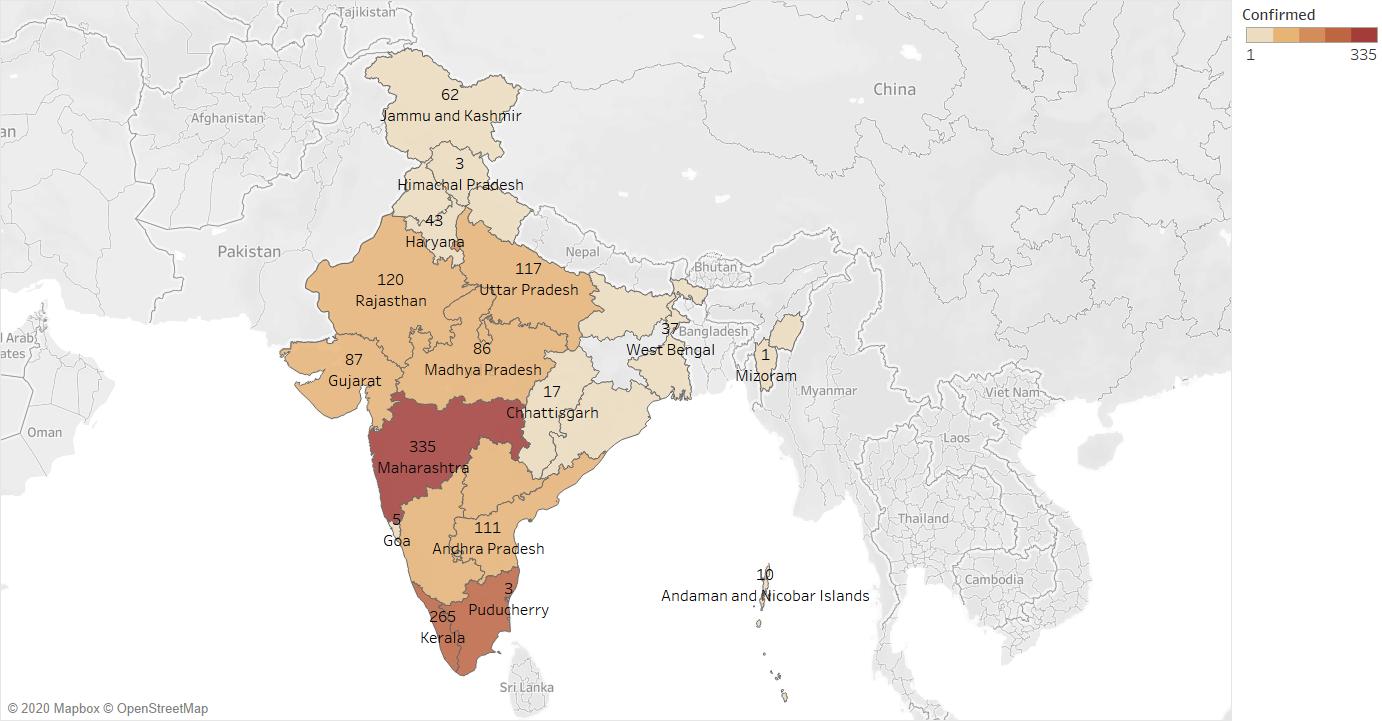 Confirmed
1 335
Tajikistan
China
Afghanistan
an
62
Jammu and Kashmir
3
Himachal Pradesh
43
Haryana
Pakistan
Nepal
Bhutan
120
Rajasthan
117
Uttar Pradesh
l Arab
ates
37
West Bengal
Bangladesh
87
Gujarat
86
Madhya Pradesh
1
Mizoram
Myanmar
Viet Nam
17
Chhattisgarh
Oman
Laos
335
Maharashtra
5
Goa
111
Andhra Pradesh
Thailand
10
Andaman and Nicobar Islands
Cambodia
3
Puducherry
265
Kerala
Sri Lanka
© 2020 Mapbox © OpenStreetMap